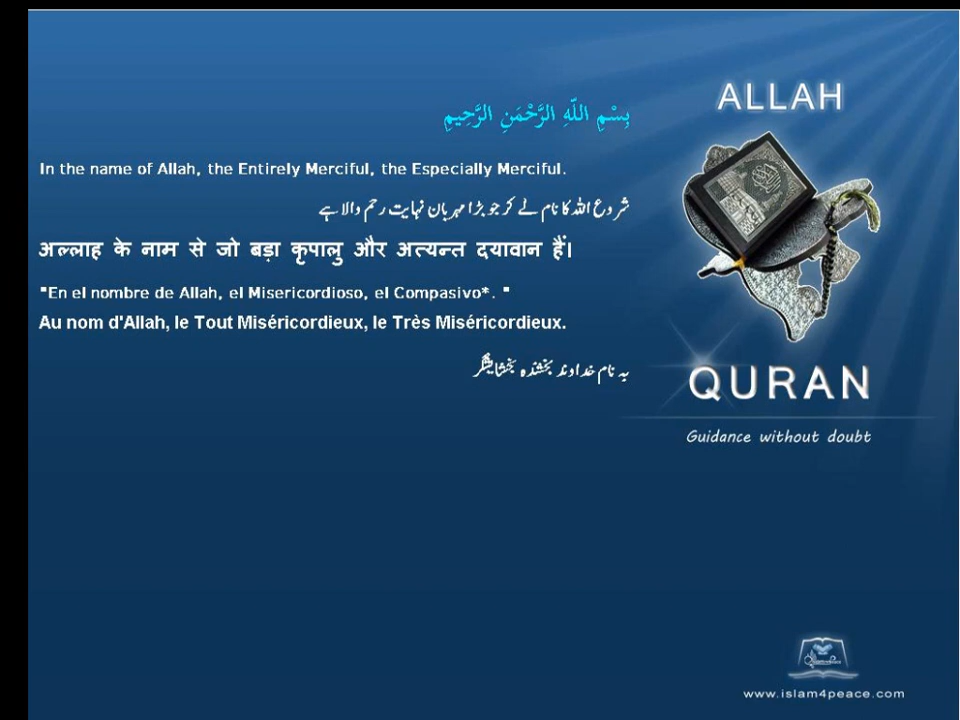 بِسْمِ اللَّهِ الرَّحْمَنِ الرَّحِيمِ
In the name of Allah, the Entirely Merciful, the Especially Merciful.
شروع الله کا نام لے کر جو بڑا مہربان نہایت رحم والا ہے
अल्लाह के नाम से जो बड़ा कृपालु और अत्यन्त दयावान हैं।
"En el nombre de Allah, el Misericordioso, el Compasivo*. "
Au nom d'Allah, le Tout Miséricordieux, le Très Miséricordieux.
به نام خداوند بخشنده بخشایشگر
ALLAH
QURAN
Guidance without doubt
www.islam4peace.com